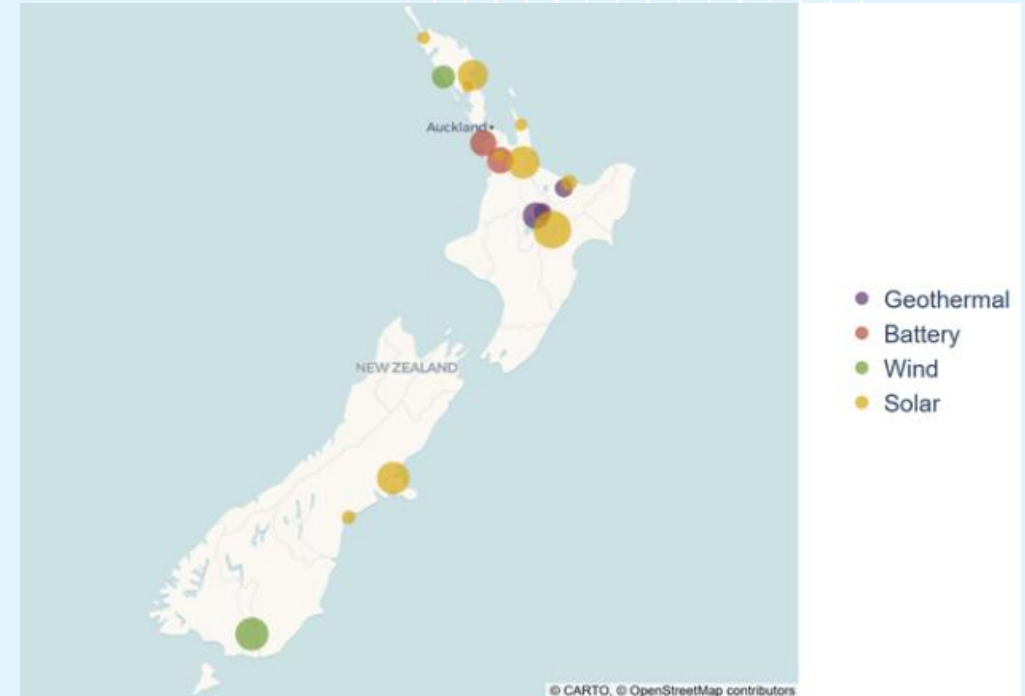 Auckland
NEW ZEALAND
Geothermal
Battery
Wind
Solar
© CARTO, © OpenStreetMap contributors